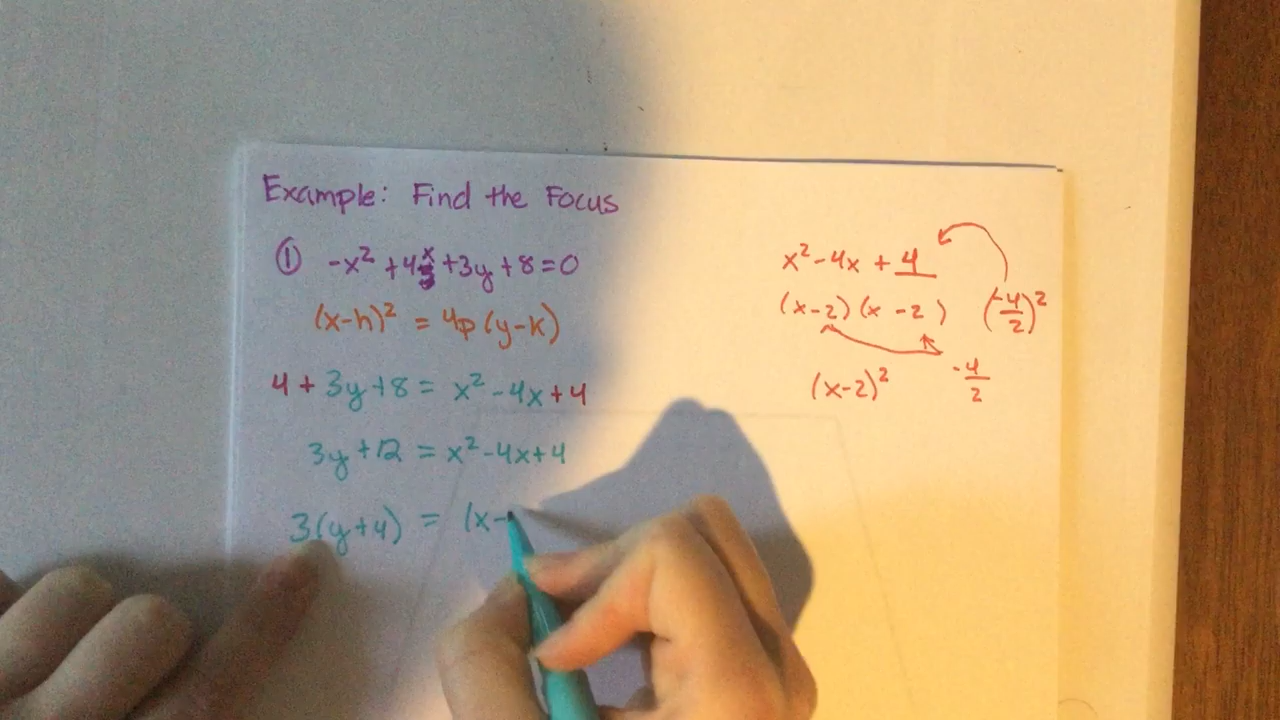 Example: Find the Focus
① -x² + 4x + 3y + 8 = 0
(x-h)² = 4p(y-k)
4 + 3y + 8 = x² - 4x + 4
3y + 12 = x² - 4x + 4
3(y+4) = (x-
x² - 4x + 4
(x-2)(x-2) (-4/2)²
-4/2
(x-2)²